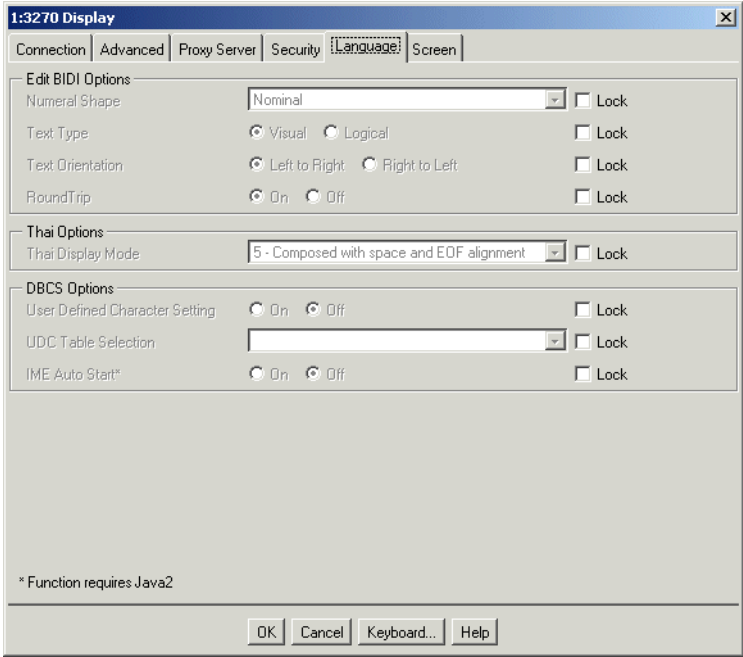 1:3270 Display
Connection Advanced Proxy Server Security Language Screen
Edit BIDI Options
Numeral Shape Nominal Lock
Text Type Visual Logical Lock
Text Orientation Left to Right Right to Left Lock
RoundTrip On Off Lock
Thai Options
Thai Display Mode 5 - Composed with space and EOF alignment Lock
DBCS Options
User Defined Character Setting On Off Lock
UDC Table Selection Lock
IME Auto Start* On Off Lock
* Function requires Java2
OK Cancel Keyboard... Help